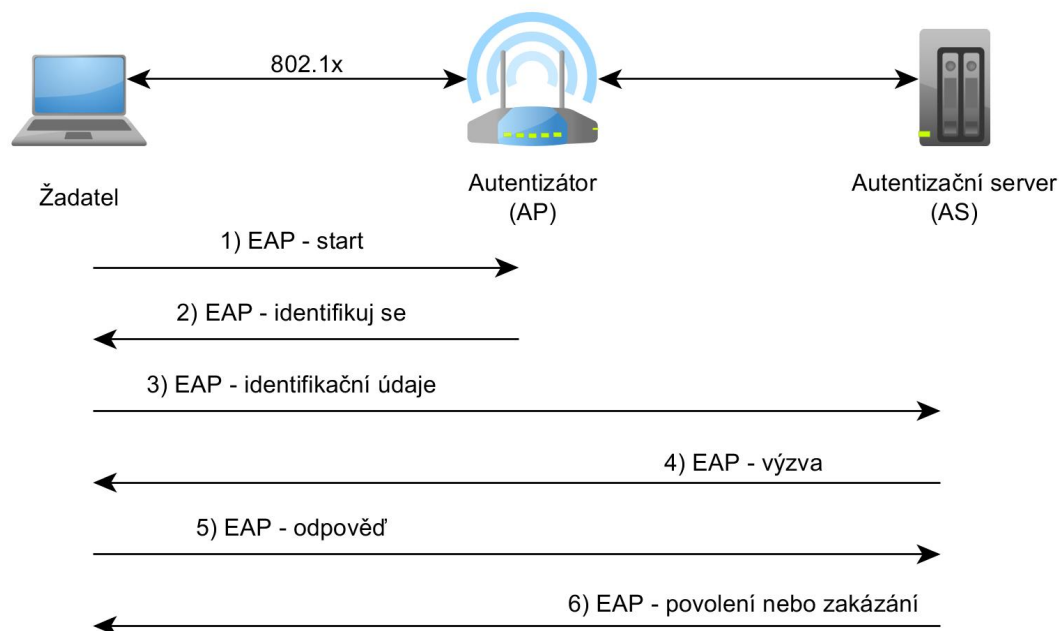 802.1x
Žadatel
Autentizátor
(AP)
Autentizační server
(AS)
1) EAP - start
2) EAP - identifikuj se
3) EAP - identifikační údaje
4) EAP - výzva
5) EAP - odpověď
6) EAP - povolení nebo zakázání